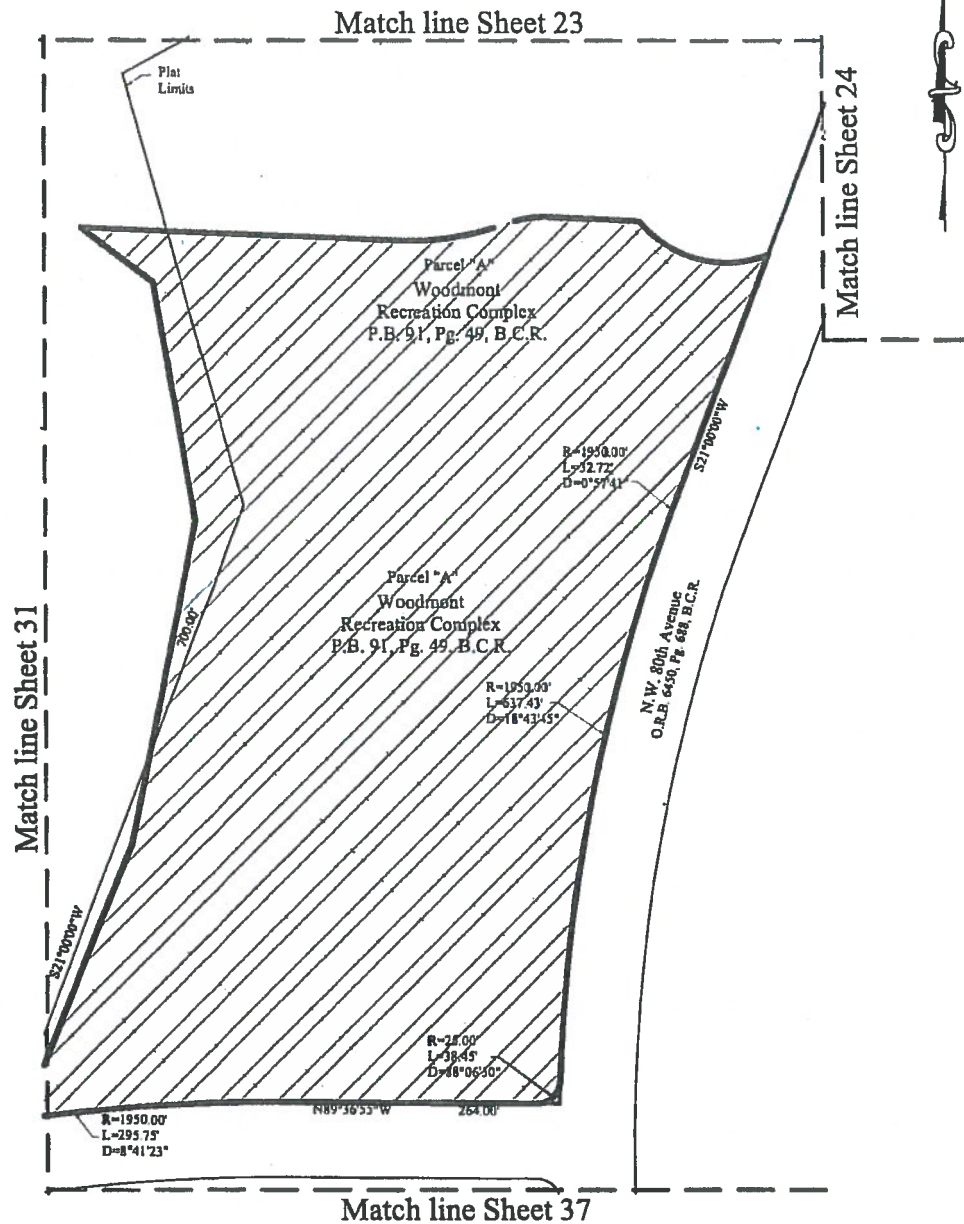 Match line Sheet 23
Plat
Limits
Match line Sheet 24
Parcel "A"
Woodmont
Recreation Complex
P.B. 91, Pg. 49, B.C.R.
S21°00'00"W
R=1950.00'
L=32.72'
D=0°57'41"
Parcel "A"
Woodmont
Recreation Complex
P.B. 91, Pg. 49, B.C.R.
700.00'
N.W. 80th Avenue
O.R.B. 6450, Pg. 688, B.C.R.
Match line Sheet 31
R=1950.00'
L=637.43'
D=18°43'45"
S21°00'00"W
R=25.00'
L=38.45'
D=88°06'50"
N89°36'53"W 264.00'
R=1950.00'
L=295.75'
D=8°41'23"
Match line Sheet 37